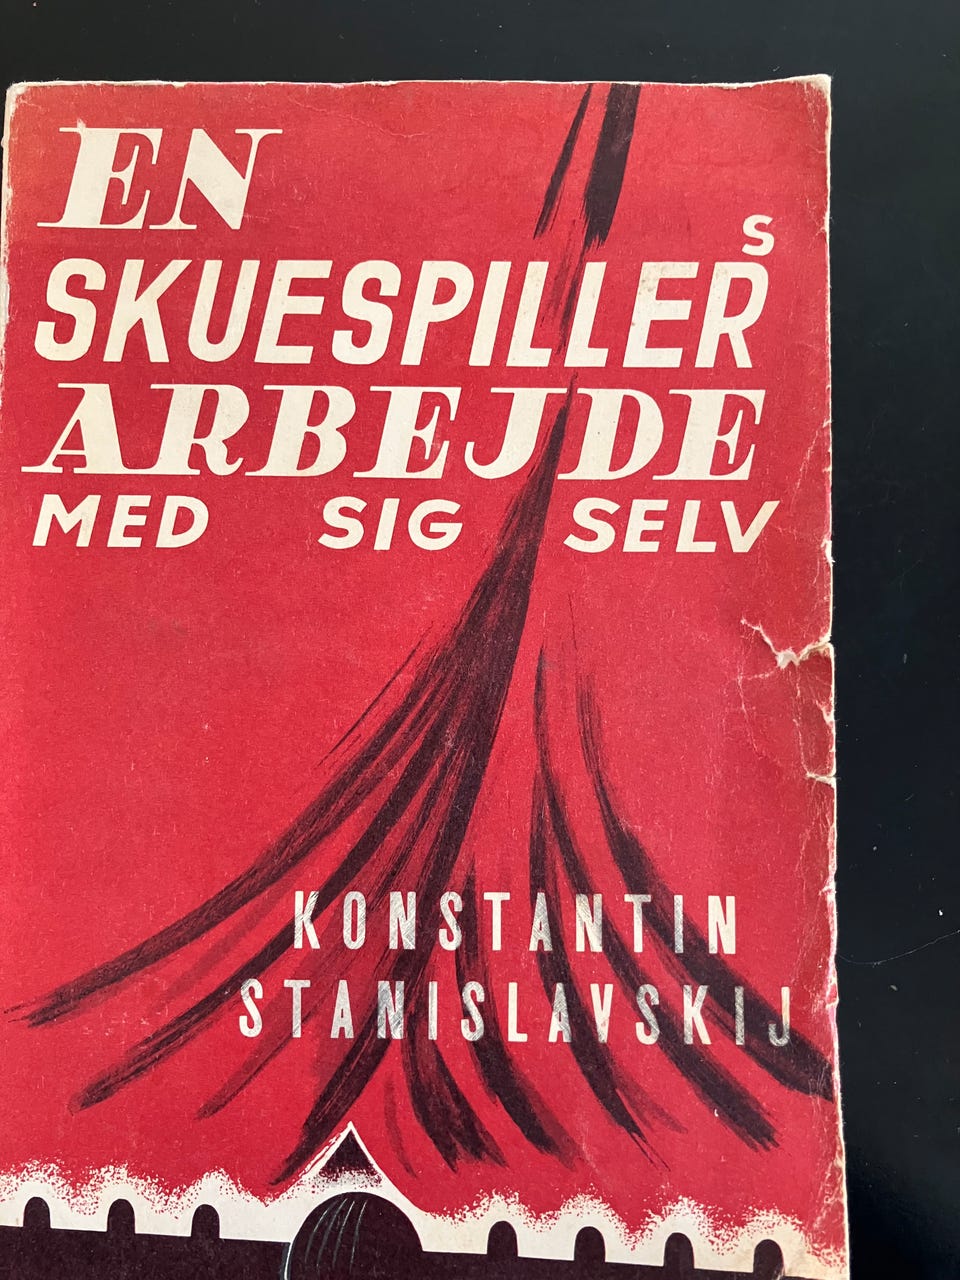 EN
SKUESPILLERS
ARBEJDE
MED SIG SELV
KONSTANTIN
STANISLAVSKIJ